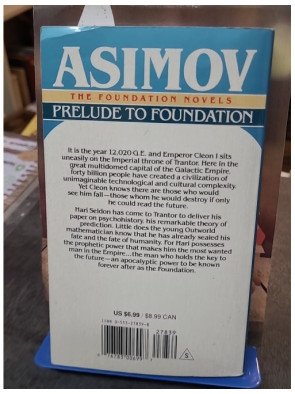 ASIMOV
THE FOUNDATION NOVELS
PRELUDE TO FOUNDATION
It is the year 12,020 G.E. and Emperor Cleon I sits
uneasily on the Imperial throne of Trantor. Here in the
great multidomed capital of the Galactic Empire,
forty billion people have created a civilization of
unimaginable technological and cultural complexity.
Yet Cleon knows there are those who would
see him fall—those whom he would destroy if only
he could read the future.
Hari Seldon has come to Trantor to deliver his
paper on psychohistory, his remarkable theory of
prediction. Little does the young Outworld
mathematician know that he has already sealed his
fate and the fate of humanity. For Hari possesses
the prophetic power that makes him the most wanted
man in the Empire...the man who holds the key to
the future—an apocalyptic power to be known
forever after as the Foundation.
US $6.99 / $8.99 CAN
ISBN 0-553-27839-8
27839
S